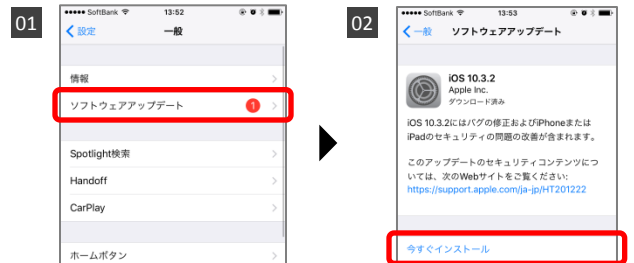 01
●●●●● SoftBank 13:52
設定 一般
情報
ソフトウェアアップデート 1
Spotlight検索
Handoff
CarPlay
ホームボタン
02
●●●●● SoftBank 13:53
一般 ソフトウェアアップデート
iOS 10.3.2
Apple Inc.
ダウンロード済み
iOS 10.3.2にはバグの修正およびiPhoneまたは
iPadのセキュリティの問題の改善が含まれます。
このアップデートのセキュリティコンテンツにつ
いては、次のWebサイトをご覧ください:
https://support.apple.com/ja-jp/HT201222
今すぐインストール